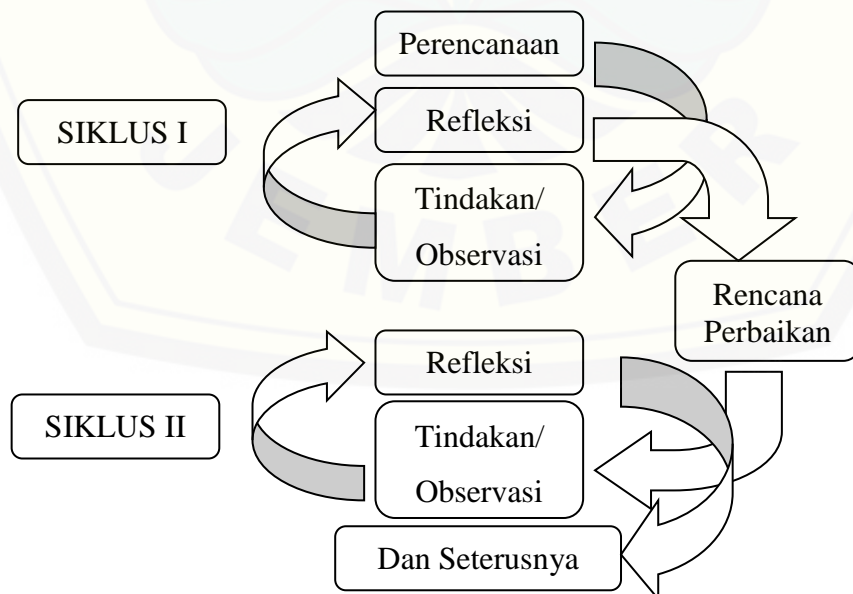 Perencanaan
SIKLUS I
Refleksi
Tindakan/
Observasi
Rencana
Perbaikan
Refleksi
SIKLUS II
Tindakan/
Observasi
Dan Seterusnya